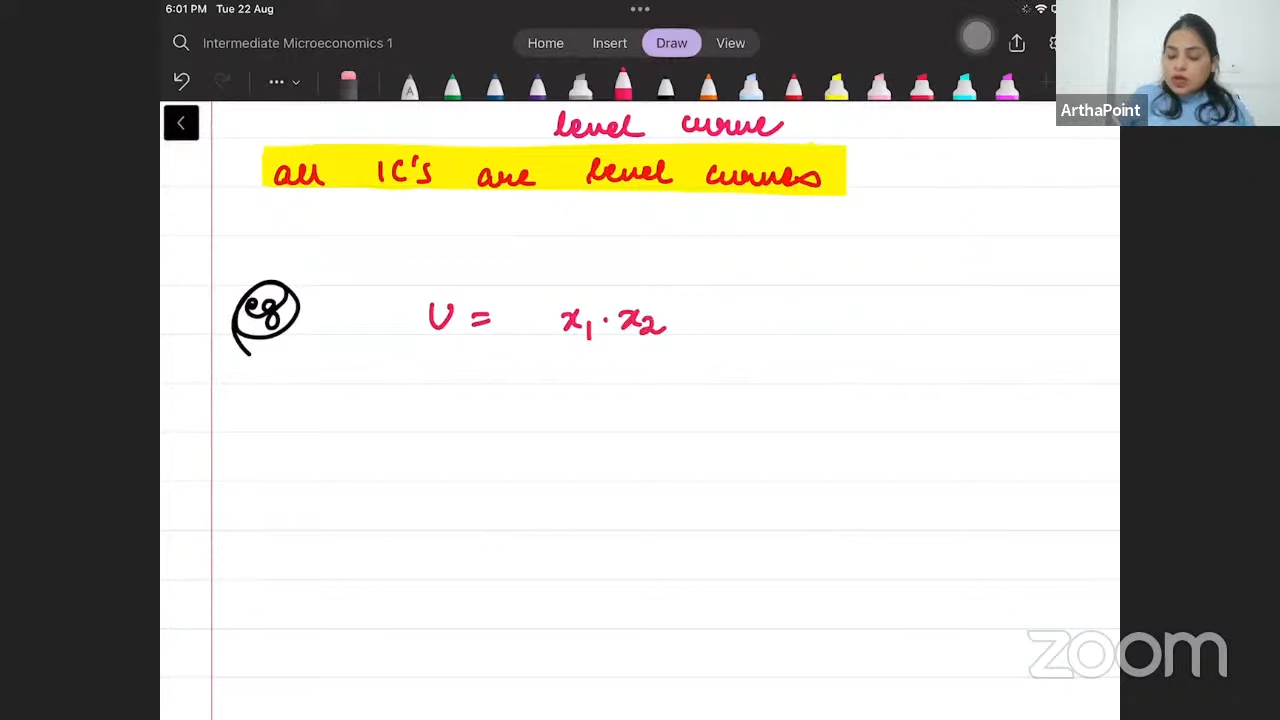 6:01 PM Tue 22 Aug
Intermediate Microeconomics 1
Home Insert Draw View
A
ArthaPoint
level curve
all IC's are level curves
eg U = x₁ · x₂
zoom